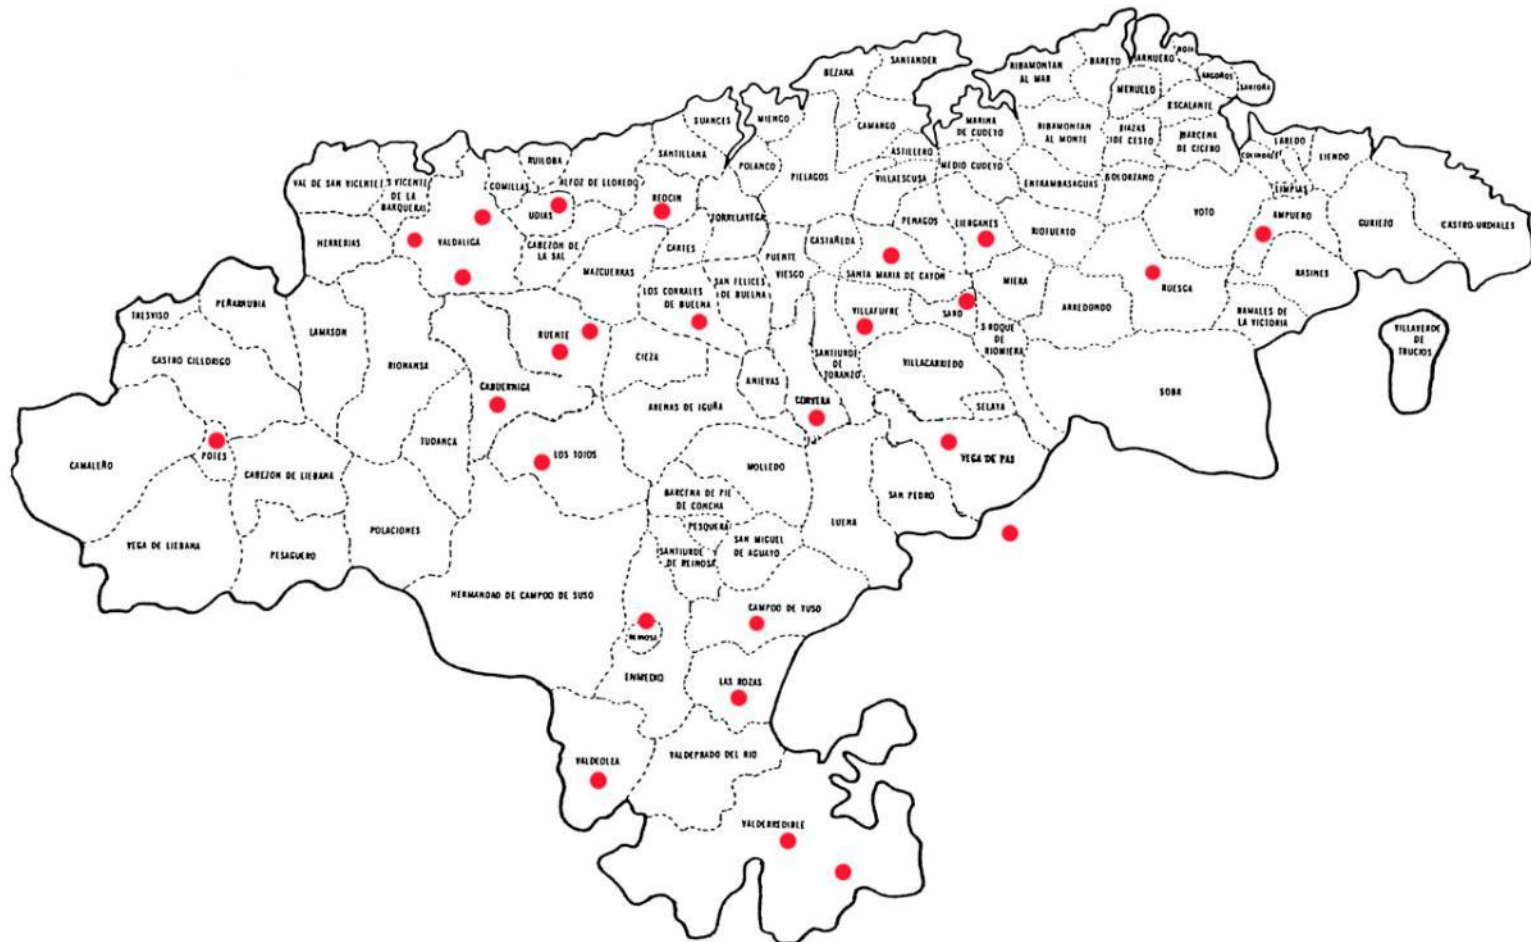 BEZANA
SANTANDER
RIBAMONTAN
AL MAR
BAREYO
ARNUERO
NOJA
ARGOÑOS
SANTOÑA
MERUELO
ESCALANTE
SUANCES
MIENGO
CAMARGO
MARINA
DE CUDEYO
RIBAMONTAN
AL MONTE
BARCENA
DE CICERO
LAREDO
LIENDO
COLINDRES
RUILOBA
SANTILLANA
POLANCO
PIELAGOS
ASTILLERO
VILLAESCUSA
MEDIO CUDEYO
ENTRAMBASAGUAS
SOLORZANO
LIMPIAS
VAL DE SAN VICENTE
S VICENTE
DE LA
BARQUERA
COMILLAS
ALFOZ DE LLOREDO
UDIAS
REOCIN
TORRELAVEGA
PENAGOS
LIERGANES
RIOTUERTO
VOTO
AMPUERO
GURIEZO
CASTRO-URDIALES
HERRERIAS
VALDALIGA
CABEZON DE
LA SAL
MAZCUERRAS
CARTES
PUENTE
VIESGO
CASTAÑEDA
SANTA MARIA DE CAYON
MIERA
RUESGA
RASINES
PEÑARRUBIA
TRESVISO
LAMASON
LOS CORRALES
DE BUELNA
SAN FELICES
DE BUELNA
VILLAFUFRE
SARO
ARREDONDO
RAMALES DE
LA VICTORIA
VILLAVERDE
DE
TRUCIOS
CASTRO CILLORIGO
RIONANSA
RUENTE
CIEZA
ANIEVAS
SANTIURDE
DE
TORANZO
VILLACARRIEDO
S ROQUE
DE
RIOMIERA
CABUERNIGA
ARENAS DE IGUÑA
CORVERA
SELAYA
SOBA
CAMALEÑO
POTES
CABEZON DE LIEBANA
TUDANCA
LOS TOJOS
MOLLEDO
VEGA DE PAS
BARCENA DE PIE
DE CONCHA
SAN PEDRO
LUENA
VEGA DE LIEBANA
PESAGUERO
POLACIONES
PESQUERA
SANTIURDE
DE REINOSA
SAN MIGUEL
DE AGUAYO
HERMANDAD DE CAMPOO DE SUSO
CAMPOO DE YUSO
REINOSA
ENMEDIO
LAS ROZAS
VALDEOLEA
VALDEPRADO DEL RIO
VALDERREDIBLE